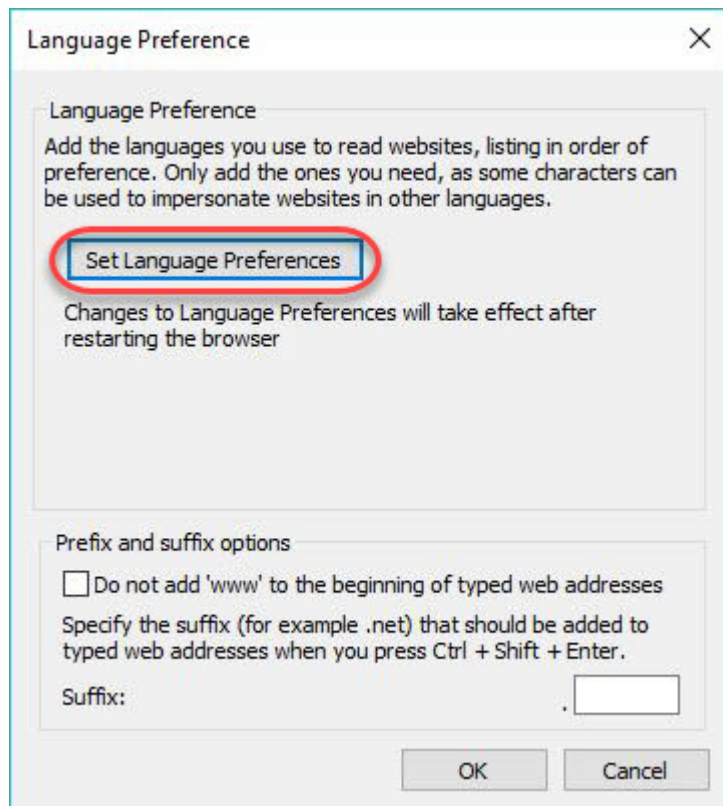 Language Preference
Language Preference
Add the languages you use to read websites, listing in order of
preference. Only add the ones you need, as some characters can
be used to impersonate websites in other languages.
Set Language Preferences
Changes to Language Preferences will take effect after
restarting the browser
Prefix and suffix options
Do not add 'www' to the beginning of typed web addresses
Specify the suffix (for example .net) that should be added to
typed web addresses when you press Ctrl + Shift + Enter.
Suffix: .
OK Cancel